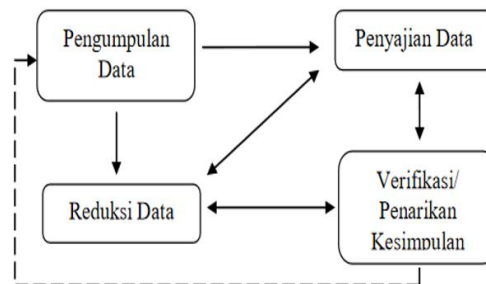 Pengumpulan
Data
Penyajian Data
Reduksi Data
Verifikasi/
Penarikan
Kesimpulan